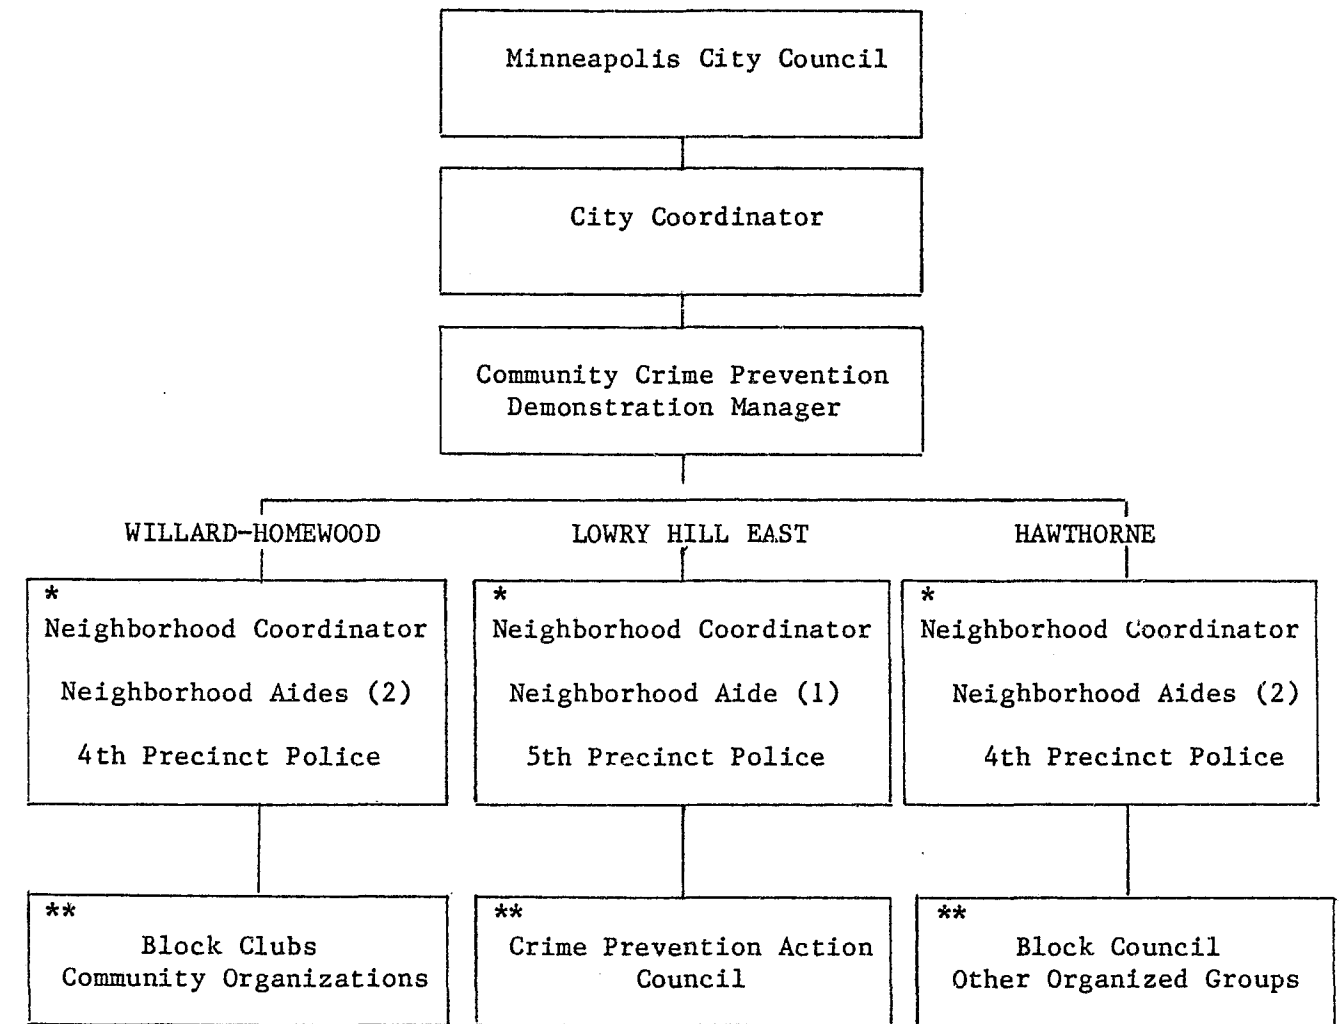 Minneapolis City Council
City Coordinator
Community Crime Prevention
Demonstration Manager
WILLARD-HOMEWOOD
LOWRY HILL EAST
HAWTHORNE
*
Neighborhood Coordinator
Neighborhood Aides (2)
4th Precinct Police
*
Neighborhood Coordinator
Neighborhood Aide (1)
5th Precinct Police
*
Neighborhood Coordinator
Neighborhood Aides (2)
4th Precinct Police
**
Block Clubs
Community Organizations
**
Crime Prevention Action
Council
**
Block Council
Other Organized Groups